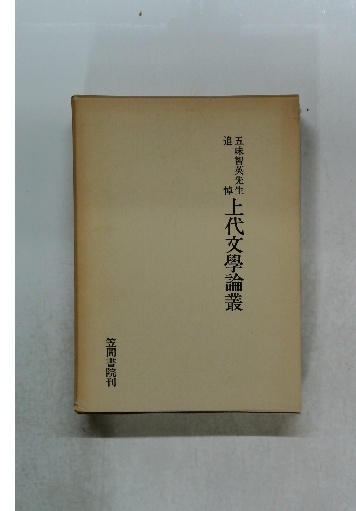 五味智英先生
追悼
上代文學論叢
笠間書院刊